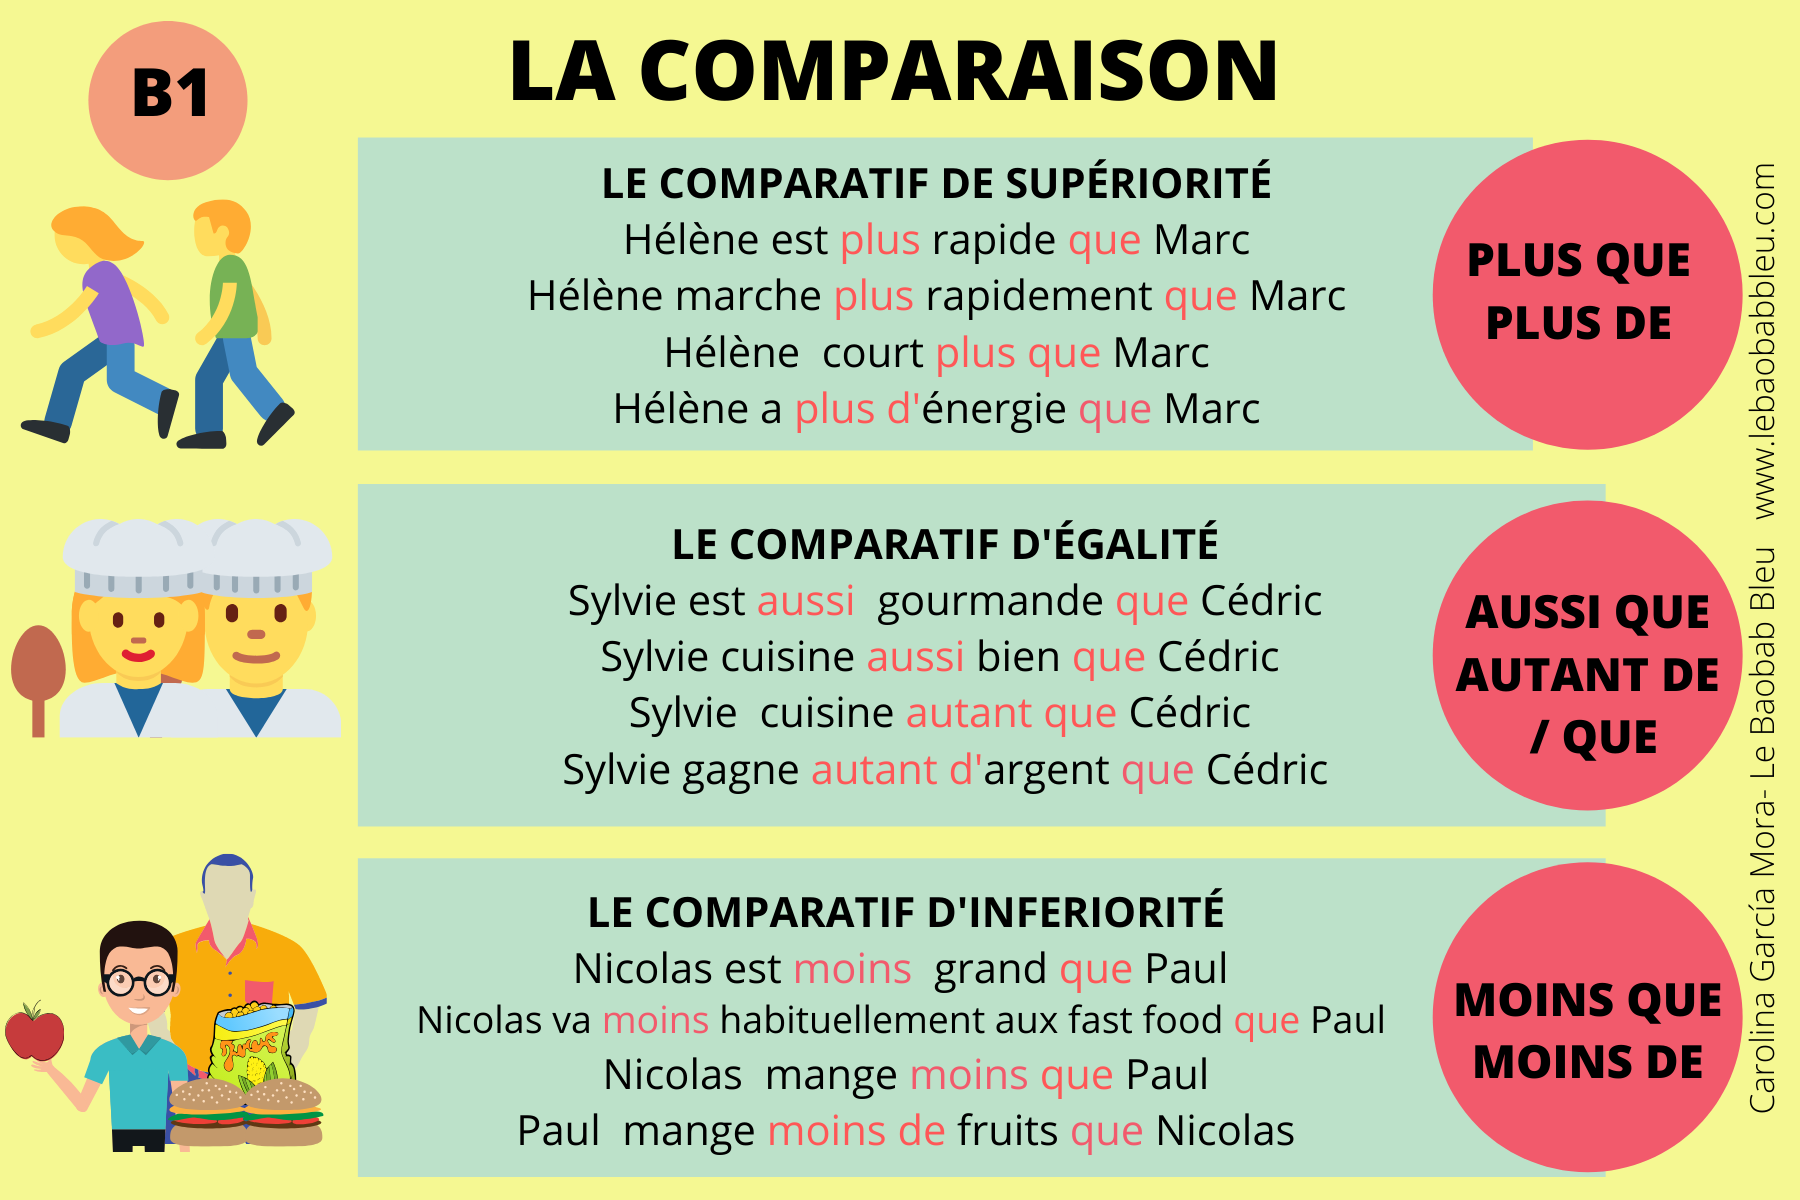 B1
LA COMPARAISON
LE COMPARATIF DE SUPÉRIORITÉ
Hélène est plus rapide que Marc
Hélène marche plus rapidement que Marc
Hélène court plus que Marc
Hélène a plus d'énergie que Marc
PLUS QUE
PLUS DE
LE COMPARATIF D'ÉGALITÉ
Sylvie est aussi gourmande que Cédric
Sylvie cuisine aussi bien que Cédric
Sylvie cuisine autant que Cédric
Sylvie gagne autant d'argent que Cédric
AUSSI QUE
AUTANT DE
/ QUE
LE COMPARATIF D'INFERIORITÉ
Nicolas est moins grand que Paul
Nicolas va moins habituellement aux fast food que Paul
Nicolas mange moins que Paul
Paul mange moins de fruits que Nicolas
MOINS QUE
MOINS DE
Carolina García Mora- Le Baobab Bleu www.lebaobabbleu.com